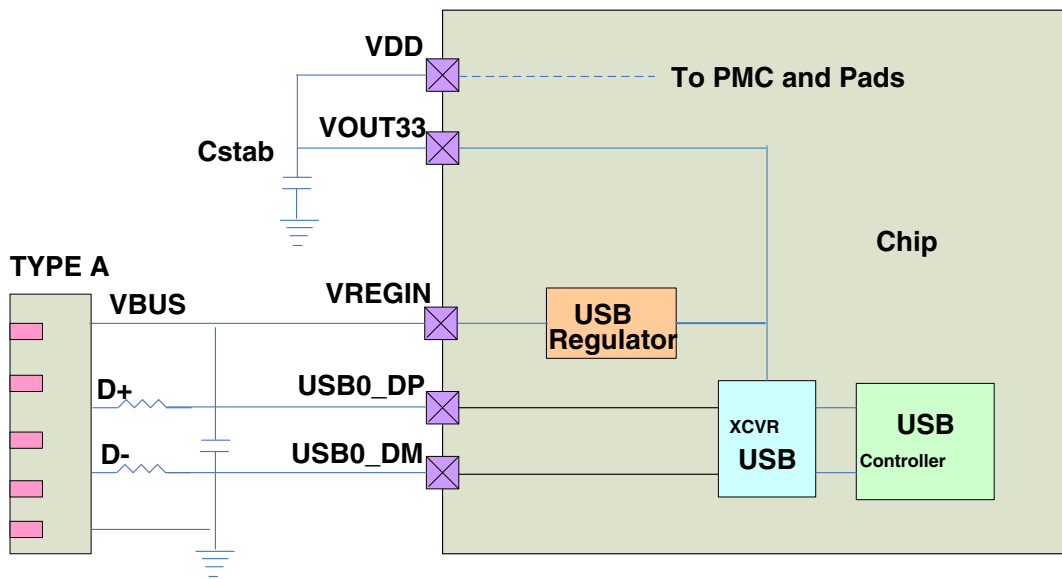 VDD
To PMC and Pads
VOUT33
Cstab
Chip
TYPE A
VBUS
VREGIN
USB
Regulator
D+
USB0_DP
XCVR
USB
USB
Controller
D-
USB0_DM